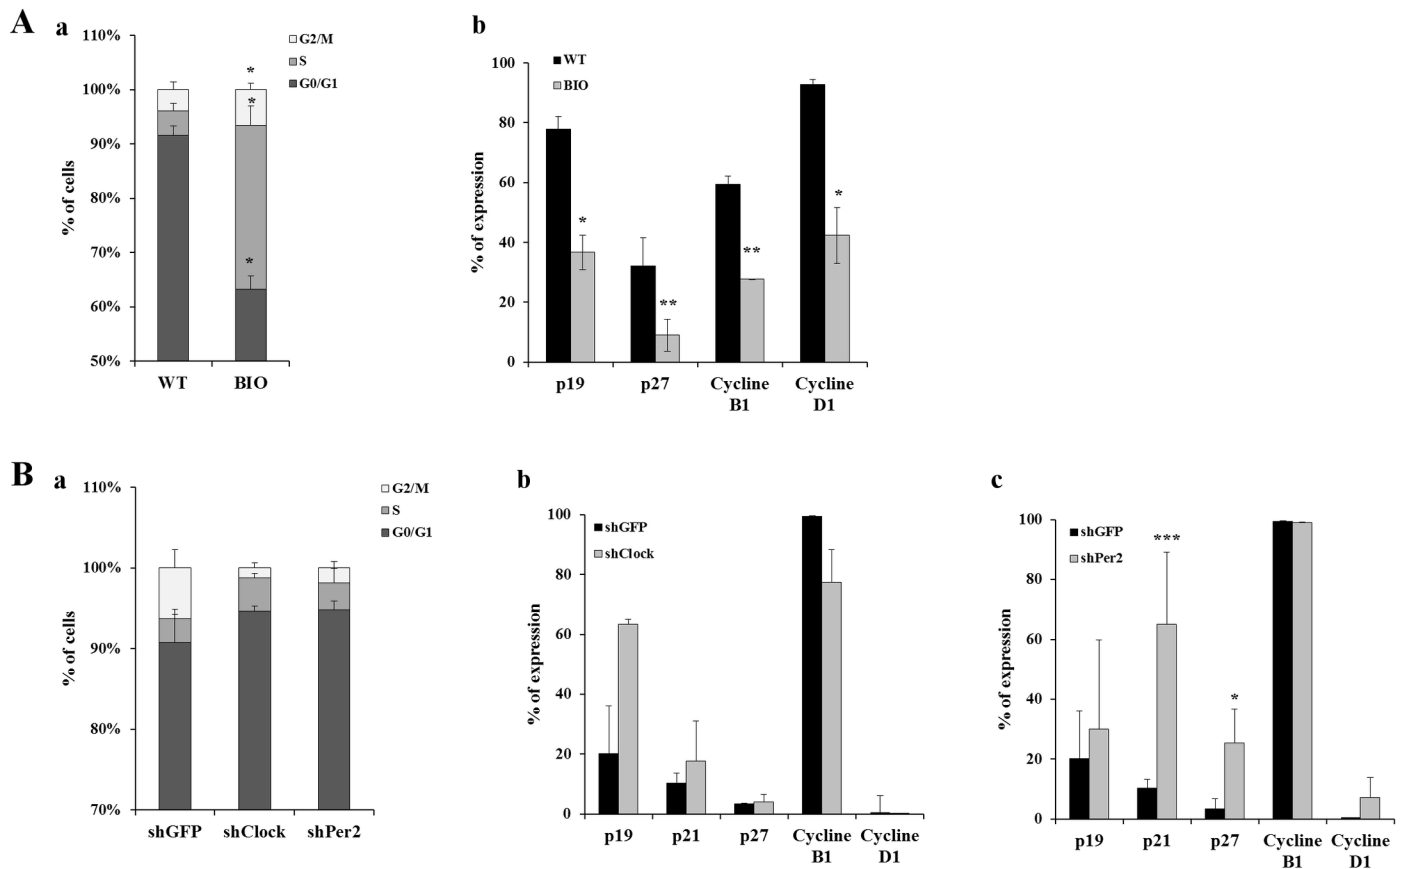 A
a
110%
100%
90%
80%
70%
60%
50%
% of cells
G2/M
S
G0/G1
*
*
*
WT BIO
b
100
80
60
40
20
0
% of expression
WT
BIO
*
**
**
*
p19 p27 Cycline Cycline
B1 D1
B
a
110%
100%
90%
80%
70%
% of cells
G2/M
S
G0/G1
shGFP shClock shPer2
b
100
80
60
40
20
0
% of expression
shGFP
shClock
p19 p21 p27 Cycline Cycline
B1 D1
c
100
80
60
40
20
0
% of expression
shGFP
shPer2
***
*
p19 p21 p27 Cycline Cycline
B1 D1